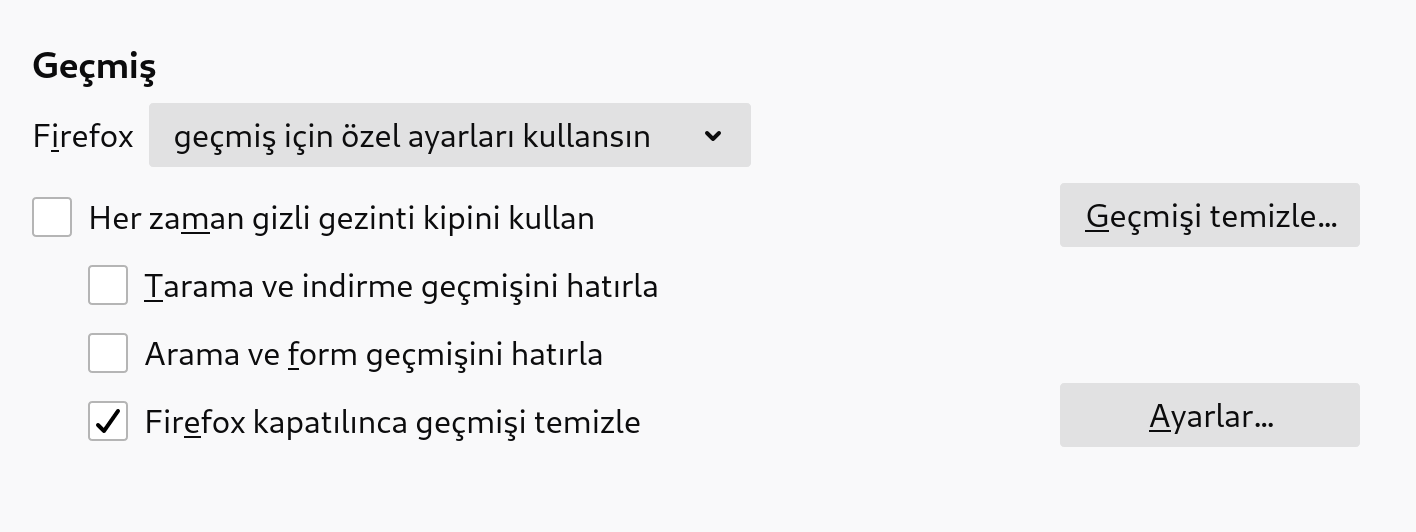 Geçmiş
Firefox geçmiş için özel ayarları kullansın
Her zaman gizli gezinti kipini kullan
Geçmişi temizle...
Tarama ve indirme geçmişini hatırla
Arama ve form geçmişini hatırla
Firefox kapatılınca geçmişi temizle
Ayarlar...